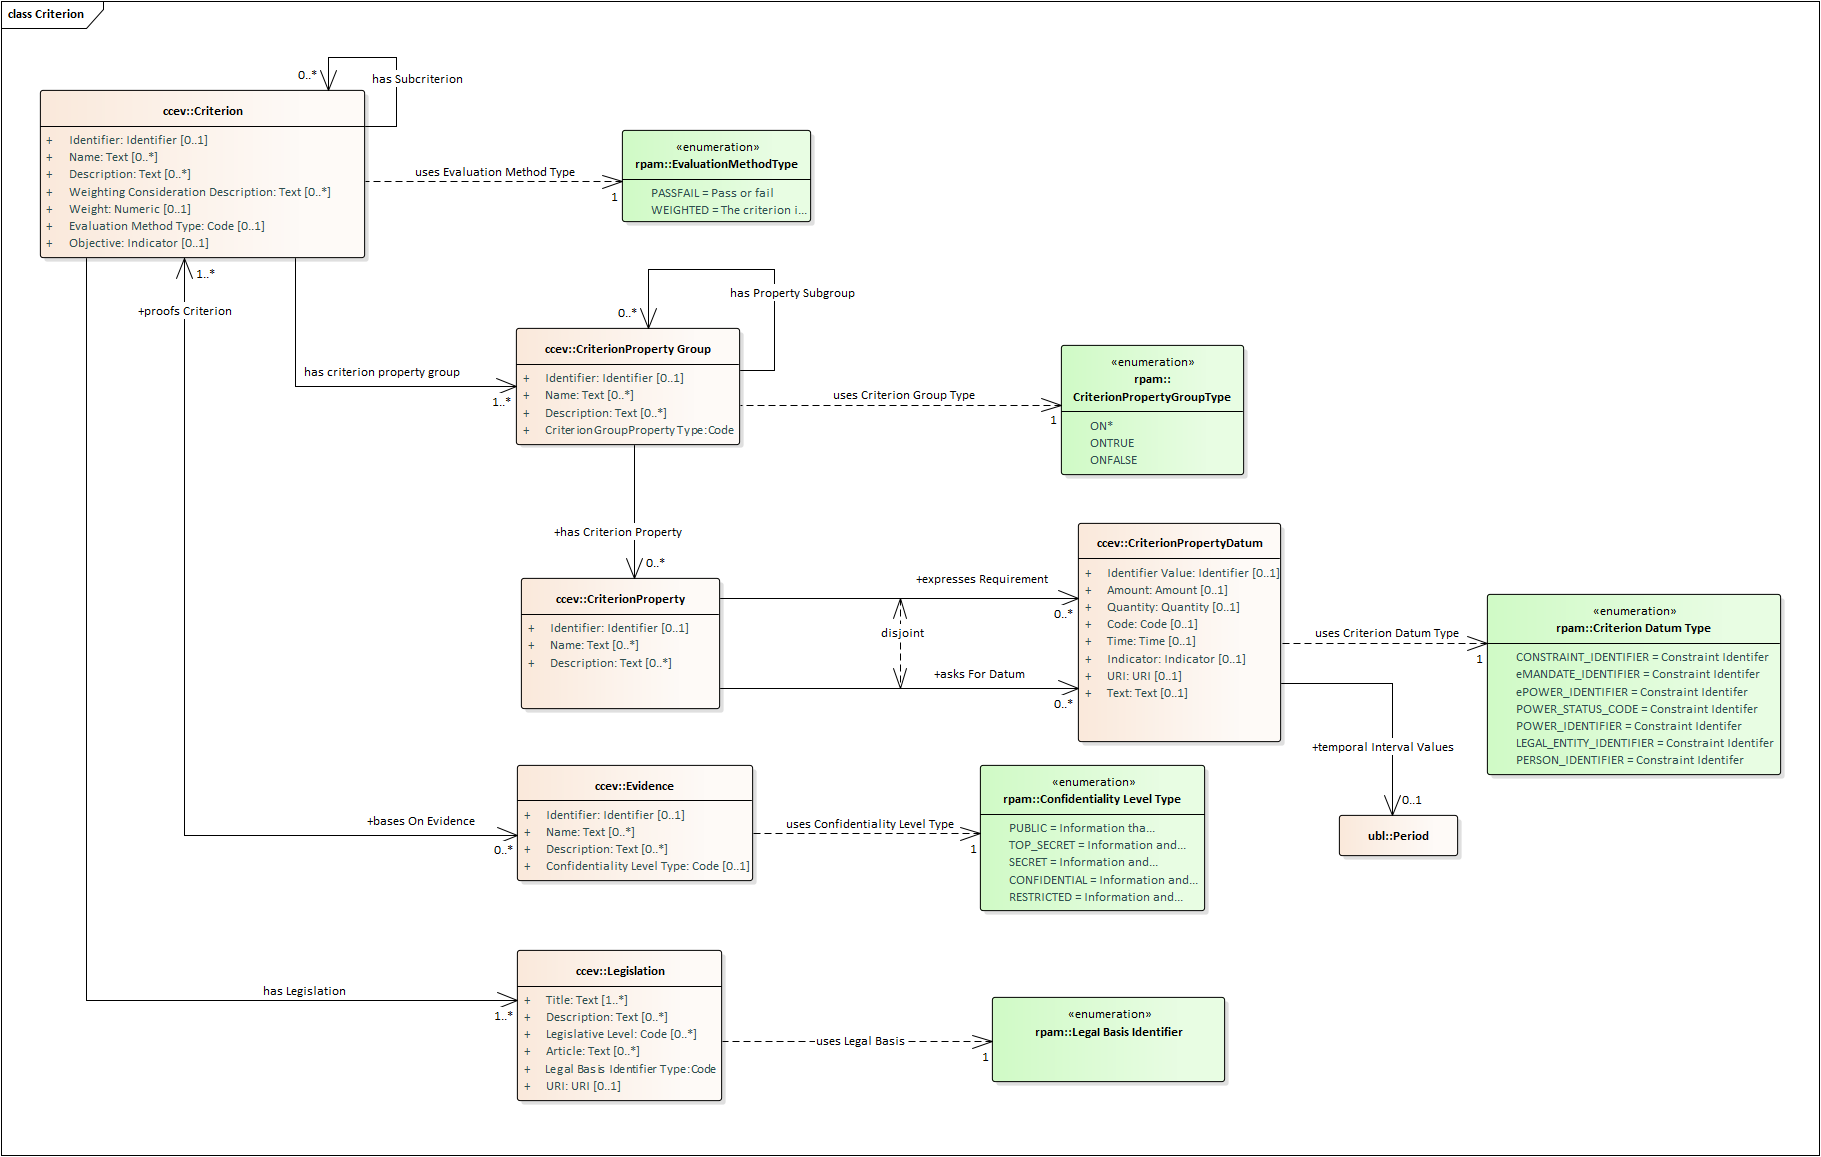 class Criterion
0..*
has Subcriterion
ccev::Criterion
+ Identifier: Identifier [0..1]
+ Name: Text [0..*]
+ Description: Text [0..*]
+ Weighting Consideration Description: Text [0..*]
+ Weight: Numeric [0..1]
+ Evaluation Method Type: Code [0..1]
+ Objective: Indicator [0..1]
uses Evaluation Method Type
1
«enumeration»
rpam::EvaluationMethodType
PASSFAIL = Pass or fail
WEIGHTED = The criterion i...
1..*
+proofs Criterion
has Property Subgroup
0..*
has criterion property group
1..*
ccev::CriterionProperty Group
+ Identifier: Identifier [0..1]
+ Name: Text [0..*]
+ Description: Text [0..*]
+ CriterionGroupProperty Type:Code
uses Criterion Group Type
1
«enumeration»
rpam::
CriterionPropertyGroupType
ON*
ONTRUE
ONFALSE
+has Criterion Property
0..*
ccev::CriterionProperty
+ Identifier: Identifier [0..1]
+ Name: Text [0..*]
+ Description: Text [0..*]
+expresses Requirement
0..*
disjoint
+asks For Datum
0..*
ccev::CriterionPropertyDatum
+ Identifier Value: Identifier [0..1]
+ Amount: Amount [0..1]
+ Quantity: Quantity [0..1]
+ Code: Code [0..1]
+ Time: Time [0..1]
+ Indicator: Indicator [0..1]
+ URI: URI [0..1]
+ Text: Text [0..1]
uses Criterion Datum Type
1
«enumeration»
rpam::Criterion Datum Type
CONSTRAINT_IDENTIFIER = Constraint Identifer
eMANDATE_IDENTIFIER = Constraint Identifer
ePOWER_IDENTIFIER = Constraint Identifer
POWER_STATUS_CODE = Constraint Identifer
POWER_IDENTIFIER = Constraint Identifer
LEGAL_ENTITY_IDENTIFIER = Constraint Identifer
PERSON_IDENTIFIER = Constraint Identifer
+temporal Interval Values
0..1
ubl::Period
+bases On Evidence
0..*
ccev::Evidence
+ Identifier: Identifier [0..1]
+ Name: Text [0..*]
+ Description: Text [0..*]
+ Confidentiality Level Type: Code [0..1]
uses Confidentiality Level Type
1
«enumeration»
rpam::Confidentiality Level Type
PUBLIC = Information tha...
TOP_SECRET = Information and...
SECRET = Information and...
CONFIDENTIAL = Information and...
RESTRICTED = Information and...
has Legislation
1..*
ccev::Legislation
+ Title: Text [1..*]
+ Description: Text [0..*]
+ Legislative Level: Code [0..*]
+ Article: Text [0..*]
+ Legal Basis Identifier Type:Code
+ URI: URI [0..1]
uses Legal Basis
1
«enumeration»
rpam::Legal Basis Identifier